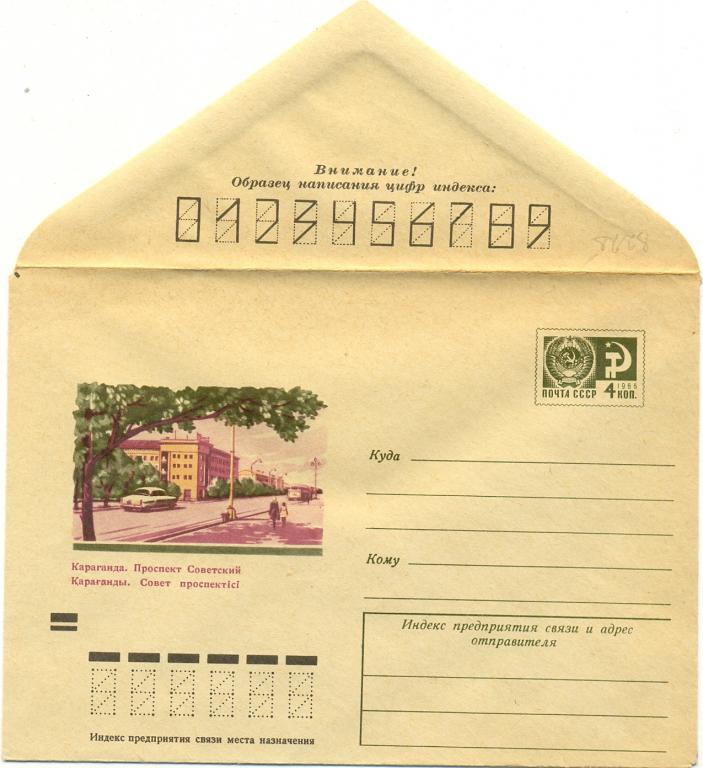 Внимание!
Образец написания цифр индекса:
0123456789
1966
ПОЧТА СССР 4 КОП.
Куда
Караганда. Проспект Советский
Қарағанды. Совет проспектісі
Кому
Индекс предприятия связи и адрес
отправителя
Индекс предприятия связи места назначения